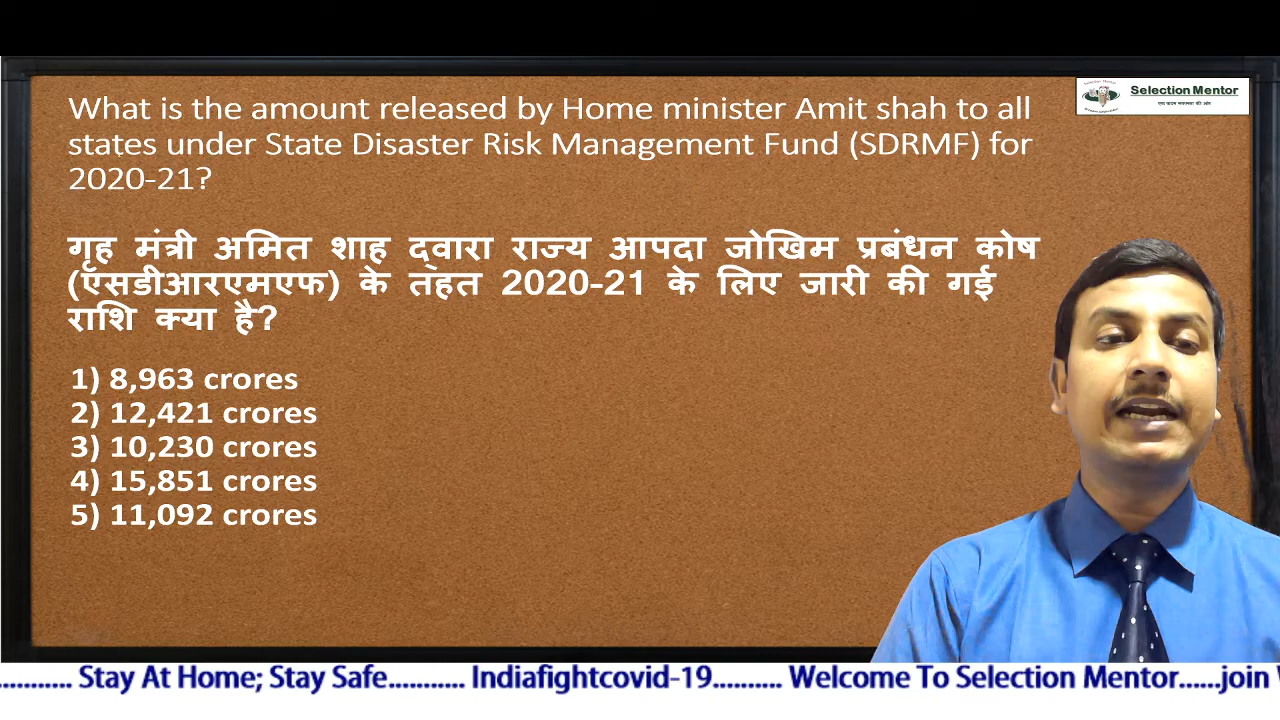 What is the amount released by Home minister Amit shah to all
states under State Disaster Risk Management Fund (SDRMF) for
2020-21?
Selection Mentor
गृह मंत्री अमित शाह द्वारा राज्य आपदा जोखिम प्रबंधन कोष
(ऍसडीआरएमएफ) के तहत 2020-21 के लिए जारी की गई
राशि क्या है?
1) 8,963 crores
2) 12,421 crores
3) 10,230 crores
4) 15,851 crores
5) 11,092 crores
........... Stay At Home; Stay Safe........... Indiafightcovid-19.......... Welcome To Selection Mentor......join